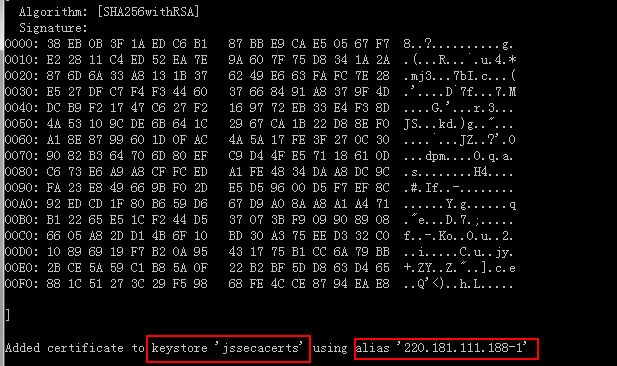 Algorithm: [SHA256withRSA]
Signature:
0000: 38 EB 0B 3F 1A ED C6 B1 87 BB E9 CA E5 05 67 F7 8..?..........g.
0010: E2 28 11 C4 ED 52 EA 7E 9A 60 7F 75 D8 34 1A 2A .(...R...`.u.4.*
0020: 87 6D 6A 33 A8 13 1B 37 62 49 E6 63 FA FC 7E 28 .mj3...7bI.c...(
0030: E5 27 DF C7 F4 F3 44 60 37 66 84 91 A8 37 9F 4D .'....D`7f...7.M
0040: DC B9 F2 17 47 C6 27 F2 16 97 72 EB 33 E4 F3 8D ....G.'...r.3...
0050: 4A 53 10 9C DE 6B 64 1C 29 67 CA 1B 22 D8 8E F0 JS...kd.)g.."...
0060: A1 8E 87 99 60 1D 0F AC 4A 5A 17 FE 3F 27 0C 30 ....`...JZ..?'.0
0070: 90 82 B3 64 70 6D 80 EF C9 D4 4F E5 71 18 61 0D ...dpm....O.q.a.
0080: C6 73 E6 A9 A8 CF FC ED A1 FE 48 34 DA A8 DC 9C .s........H4....
0090: FA 23 E8 49 66 9B F0 2D E5 D5 96 00 D5 F7 EF 8C .#.If..-........
00A0: 92 ED CD 1F 80 B6 59 D6 67 D9 A0 8A A8 A1 A4 71 ......Y.g......q
00B0: B1 22 65 E5 1C F2 44 D5 37 07 3B F9 09 90 89 08 ."e...D.7.;.....
00C0: 66 05 A8 2D D1 4B 6F 10 BD 30 A3 75 EE D3 32 C0 f..-.Ko..0.u..2.
00D0: 10 89 69 19 F7 B2 0A 95 43 17 75 B1 CC 6A 79 BB ..i.....C.u..jy.
00E0: 2B CE 5A 59 C1 B8 5A 0F 22 B2 BF 5D D8 63 D4 65 +.ZY..Z."..].c.e
00F0: 88 1C 51 27 3C 29 F5 98 68 FE 4C CE 87 94 EA E8 ..Q'<)..h.L.....
]
Added certificate to keystore 'jssecacerts' using alias '220.181.111.188-1'